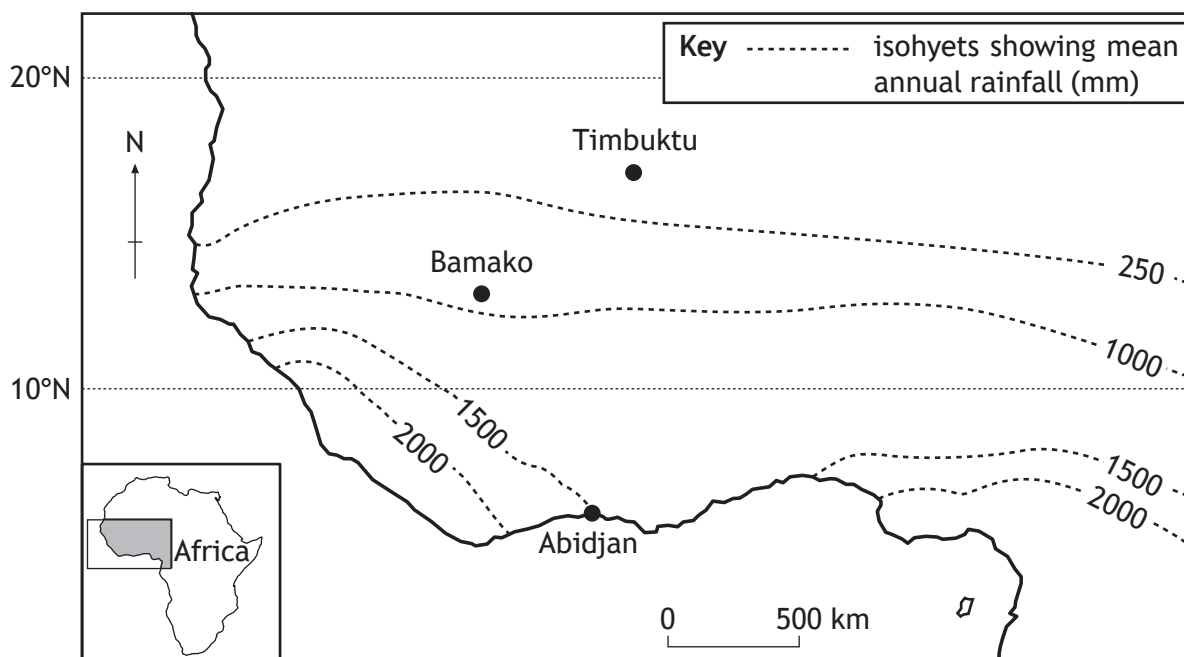 Key isohyets showing mean
annual rainfall (mm)
20°N
N
Timbuktu
Bamako
250
1000
10°N
1500
2000
1500
2000
Abidjan
Africa
0 500 km